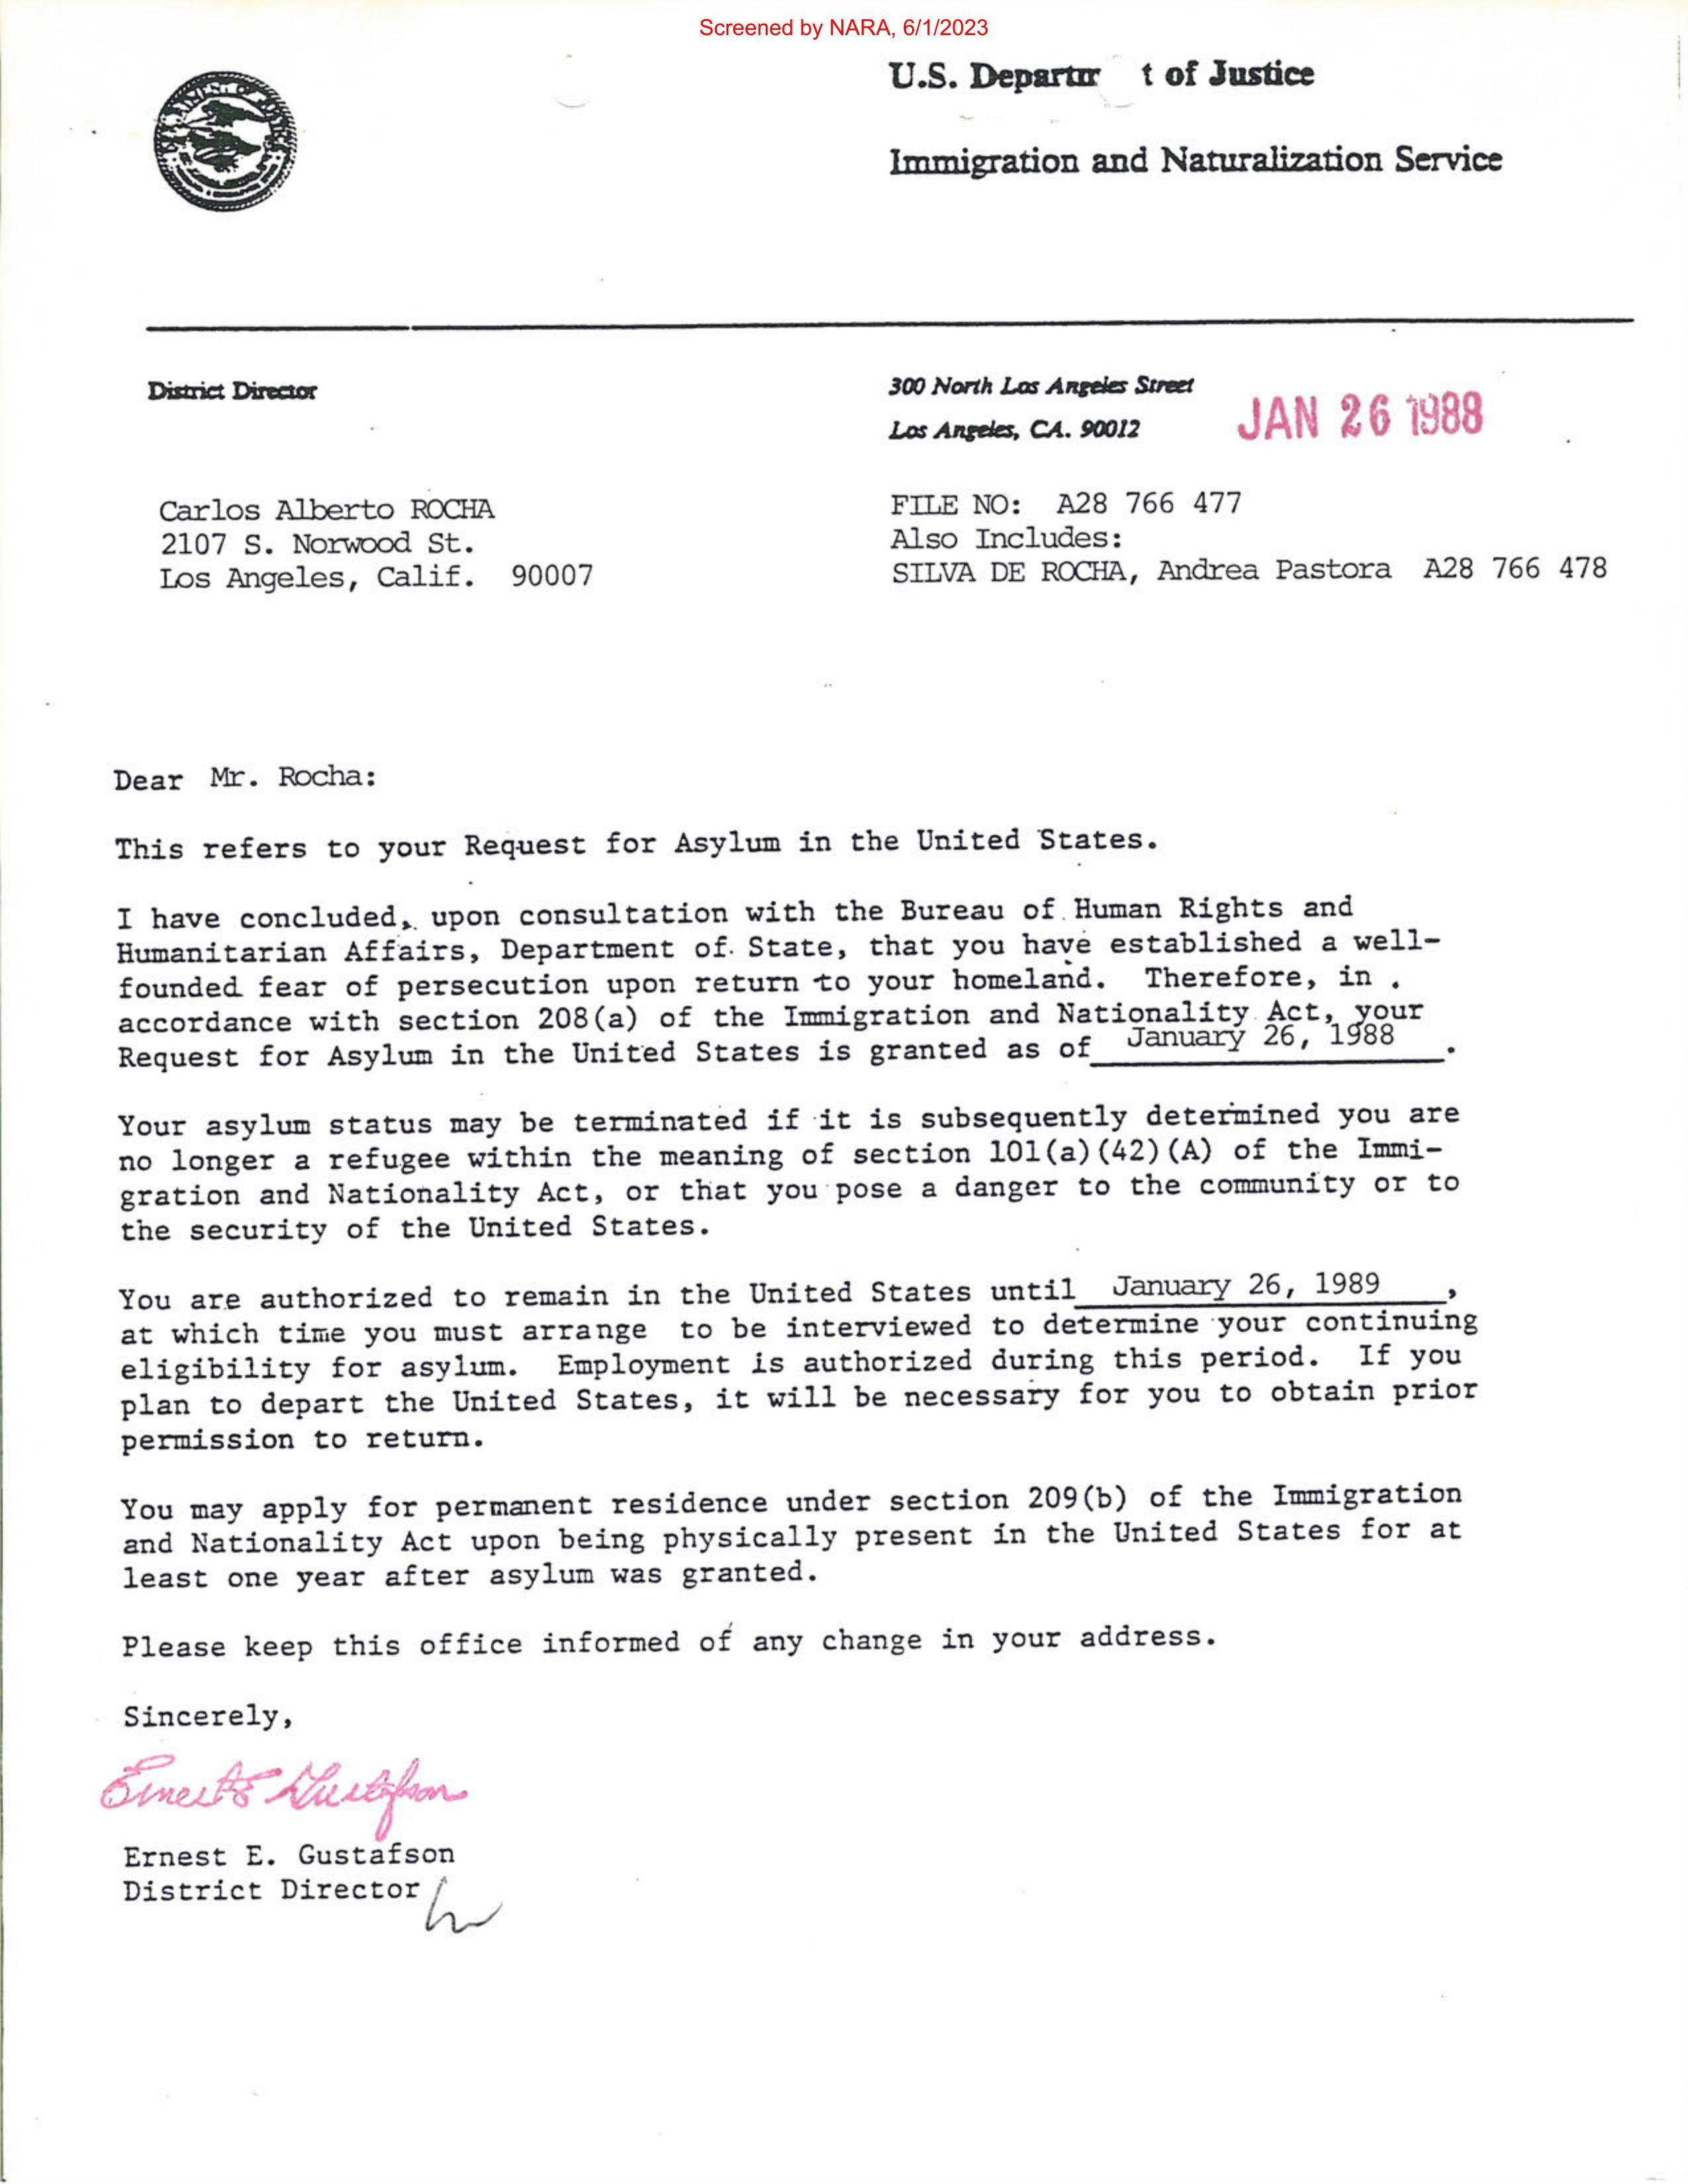 Screened by NARA, 6/1/2023
U.S. Departm t of Justice
Immigration and Naturalization Service
District Director
300 North Los Angeles Street
Los Angeles, CA. 90012
JAN 26 1988
Carlos Alberto ROCHA
2107 S. Norwood St.
Los Angeles, Calif. 90007
FILE NO: A28 766 477
Also Includes:
SILVA DE ROCHA, Andrea Pastora A28 766 478
Dear Mr. Rocha:
This refers to your Request for Asylum in the United States.
I have concluded, upon consultation with the Bureau of Human Rights and
Humanitarian Affairs, Department of State, that you have established a well-
founded fear of persecution upon return to your homeland. Therefore, in
accordance with section 208(a) of the Immigration and Nationality Act, your
Request for Asylum in the United States is granted as of January 26, 1988.
Your asylum status may be terminated if it is subsequently determined you are
no longer a refugee within the meaning of section 101(a)(42)(A) of the Immi-
gration and Nationality Act, or that you pose a danger to the community or to
the security of the United States.
You are authorized to remain in the United States until January 26, 1989,
at which time you must arrange to be interviewed to determine your continuing
eligibility for asylum. Employment is authorized during this period. If you
plan to depart the United States, it will be necessary for you to obtain prior
permission to return.
You may apply for permanent residence under section 209(b) of the Immigration
and Nationality Act upon being physically present in the United States for at
least one year after asylum was granted.
Please keep this office informed of any change in your address.
Sincerely,
Ernest E Gustafson
Ernest E. Gustafson
District Director